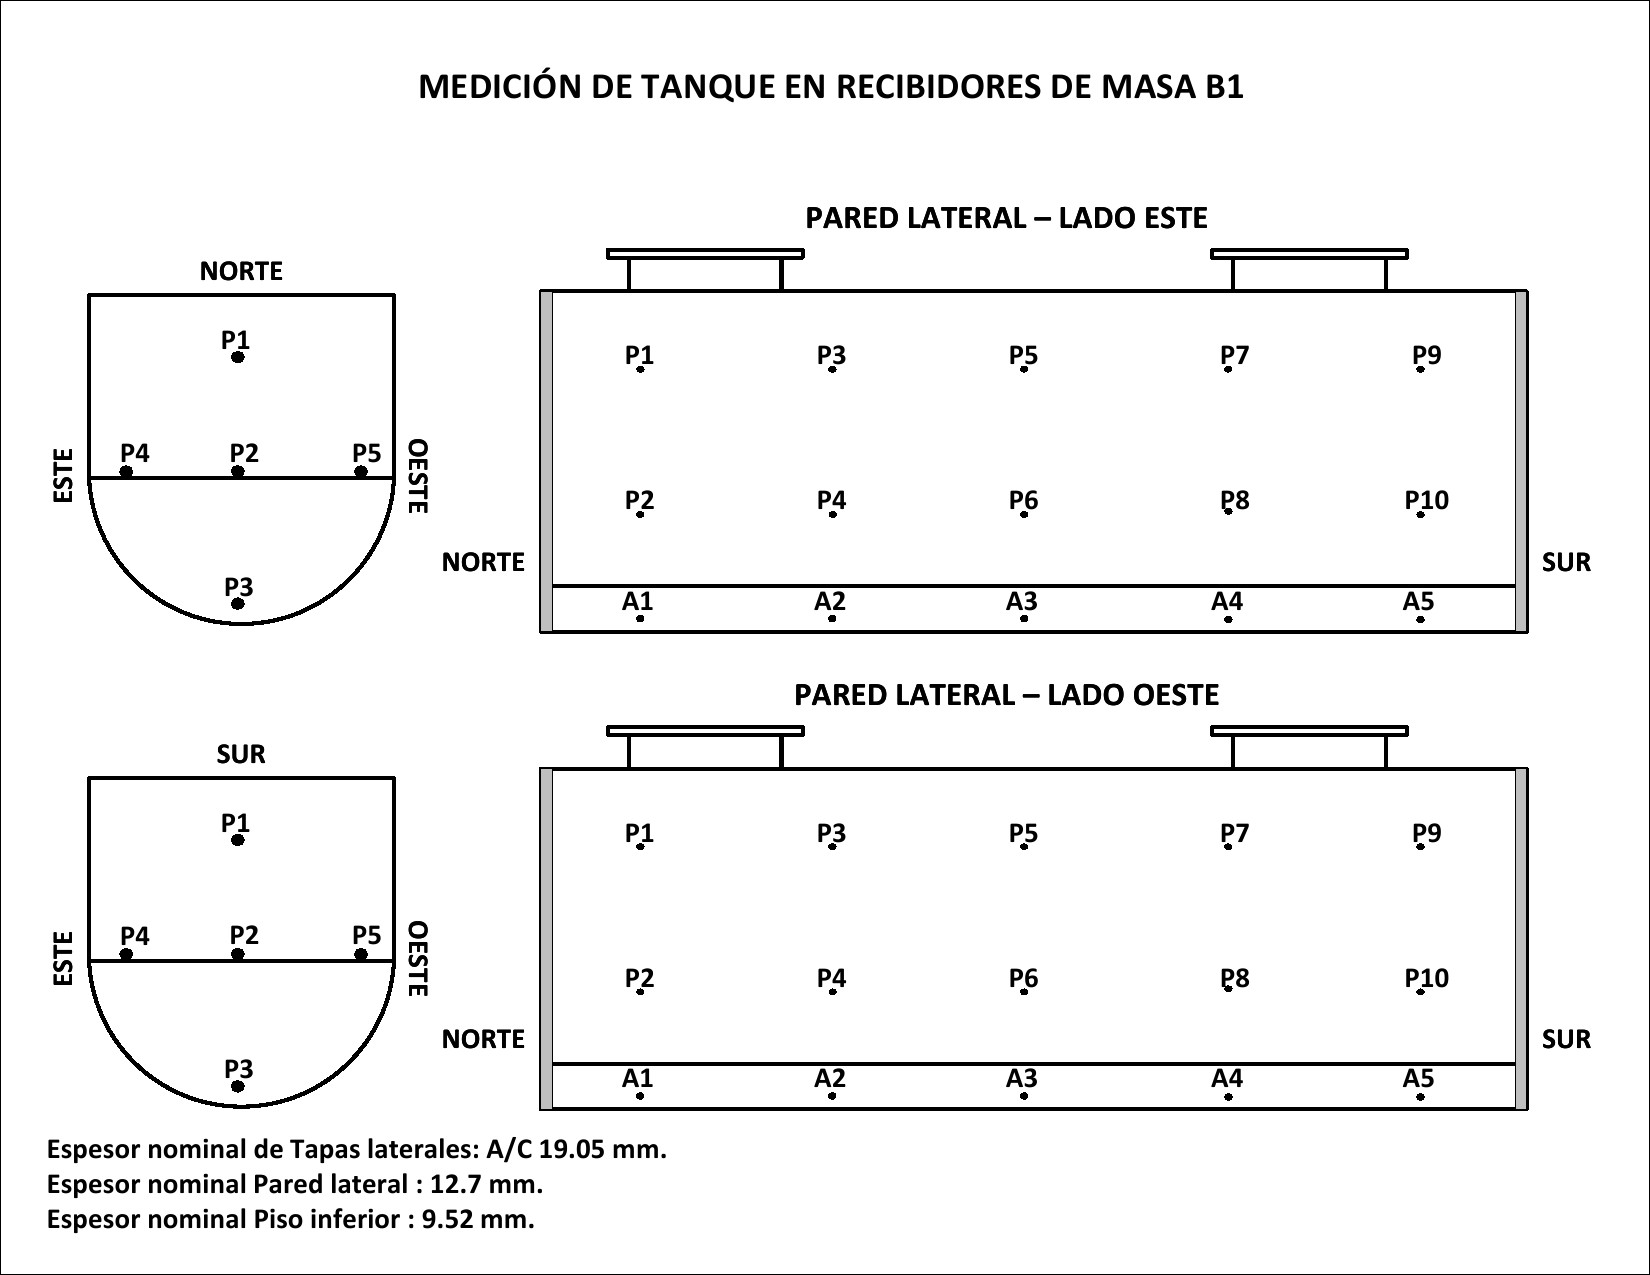 MEDICIÓN DE TANQUE EN RECIBIDORES DE MASA B1
NORTE
P1
P4 P2 P5
P3
ESTE
OESTE
PARED LATERAL – LADO ESTE
P1 P3 P5 P7 P9
P2 P4 P6 P8 P10
NORTE
SUR
A1 A2 A3 A4 A5
SUR
P1
P4 P2 P5
P3
ESTE
OESTE
PARED LATERAL – LADO OESTE
P1 P3 P5 P7 P9
P2 P4 P6 P8 P10
NORTE
SUR
A1 A2 A3 A4 A5
Espesor nominal de Tapas laterales: A/C 19.05 mm.
Espesor nominal Pared lateral : 12.7 mm.
Espesor nominal Piso inferior : 9.52 mm.